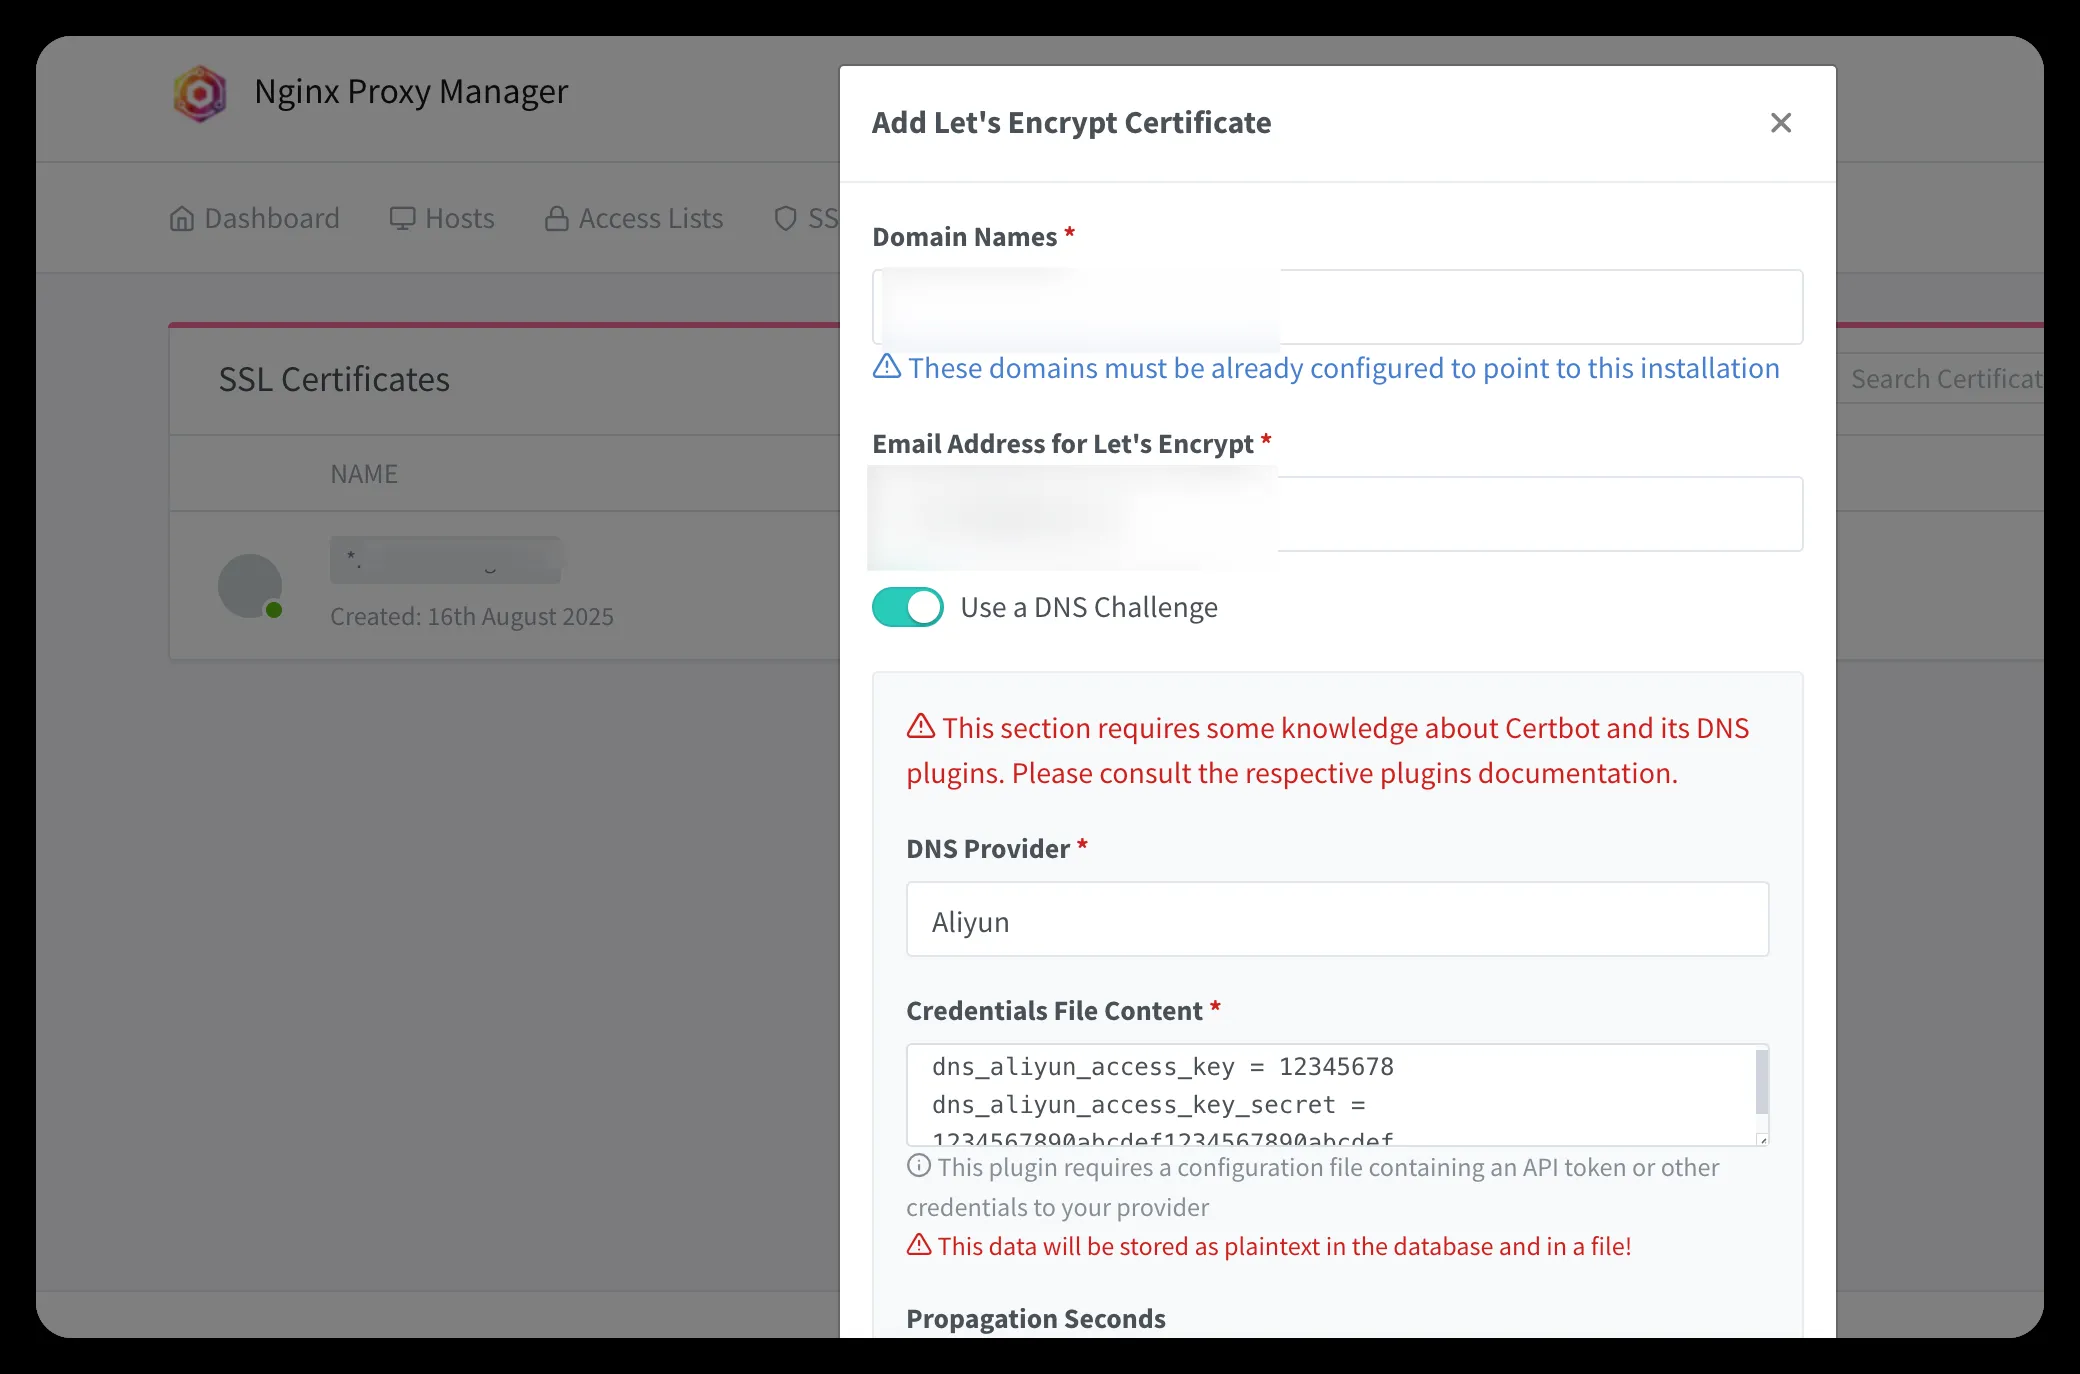 Nginx Proxy Manager
Dashboard
Hosts
Access Lists
SS
SSL Certificates
Search Certificat
NAME
*.
Created: 16th August 2025
Add Let's Encrypt Certificate
Domain Names *
These domains must be already configured to point to this installation
Email Address for Let's Encrypt *
Use a DNS Challenge
This section requires some knowledge about Certbot and its DNS
plugins. Please consult the respective plugins documentation.
DNS Provider *
Aliyun
Credentials File Content *
dns_aliyun_access_key = 12345678
dns_aliyun_access_key_secret =
1234567890abcdef1234567890abcdef
This plugin requires a configuration file containing an API token or other
credentials to your provider
This data will be stored as plaintext in the database and in a file!
Propagation Seconds